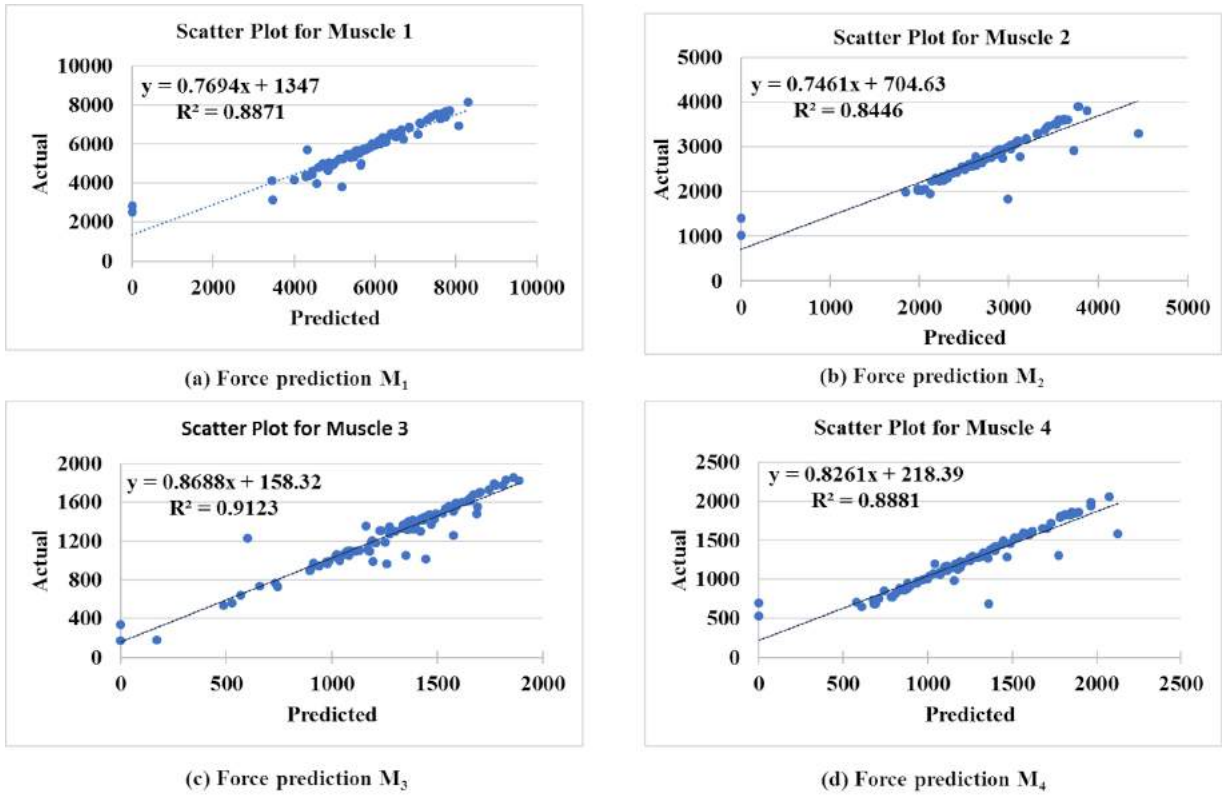 Scatter Plot for Muscle 1
y = 0.7694x + 1347
R² = 0.8871
10000
8000
6000
4000
2000
0
Actual
0 2000 4000 6000 8000 10000
Predicted
(a) Force prediction M₁
Scatter Plot for Muscle 2
y = 0.7461x + 704.63
R² = 0.8446
5000
4000
3000
2000
1000
0
Actual
0 1000 2000 3000 4000 5000
Prediced
(b) Force prediction M₂
Scatter Plot for Muscle 3
y = 0.8688x + 158.32
R² = 0.9123
2000
1600
1200
800
400
0
Actual
0 500 1000 1500 2000
Predicted
(c) Force prediction M₃
Scatter Plot for Muscle 4
y = 0.8261x + 218.39
R² = 0.8881
2500
2000
1500
1000
500
0
Actual
0 500 1000 1500 2000 2500
Predicted
(d) Force prediction M₄